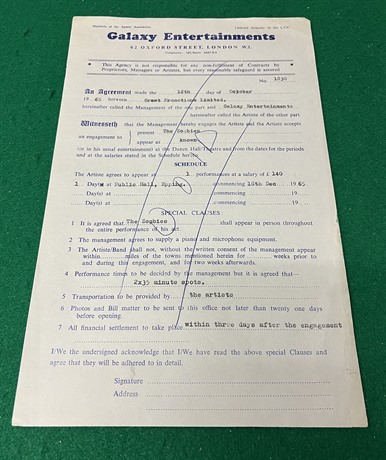 Galaxy Entertainments
62 OXFORD STREET, LONDON W.1.
This Agency is not responsible for any non-fulfilment of Contracts by
Proprietors, Managers or Artists, but every reasonable safeguard is assured
No. 1030
An Agreement made the 12th day of October
1965 between Great Promotions Limited,
hereinafter called the Management of the one part and Galaxy Entertainments
hereinafter called the Artiste of the other part
Witnesseth that the Management hereby engages the Artiste and the Artiste accepts
an engagement to present The Zombies
appear at Known
(or in his usual entertainment) at the Dance Hall/Theatre and from the dates for the periods
and at the salaries stated in the Schedule hereto.
SCHEDULE
The Artiste agrees to appear at 1 performances at a salary of £ 140
1 Day(s) at Public Hall, Epping. commencing 18th Dec 1965
Day(s) at commencing 19
Day(s) at commencing 19
SPECIAL CLAUSES
1 It is agreed that The Zombies shall appear in person throughout
the entire performance of his act.
2 The management agrees to supply a piano and microphone equipment.
3 The Artiste/Band shall not, without the written consent of the management appear
within miles of the towns mentioned herein for weeks prior to
and during this engagement, and for two weeks afterwards.
4 Performance times to be decided by the management but it is agreed that—
2x35 minute spots.
5 Transportation to be provided by the artists
6 Photos and Bill matter to be sent to this office not later than twenty one days
before opening.
7 All financial settlement to take place within three days after the engagement
I/We the undersigned acknowledge that I/We have read the above special Clauses and
agree that they will be adhered to in detail.
Signature
Address